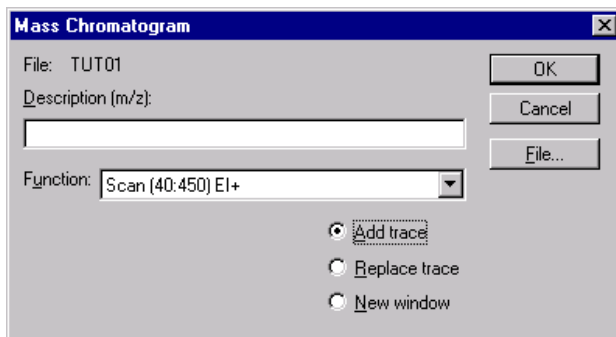 Mass Chromatogram
File: TUT01
OK
Description (m/z):
Cancel
File...
Function: Scan (40:450) EI+
Add trace
Replace trace
New window